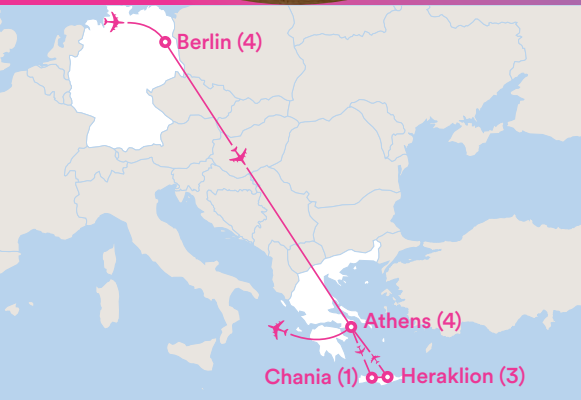 Berlin (4)
Athens (4)
Chania (1)
Heraklion (3)